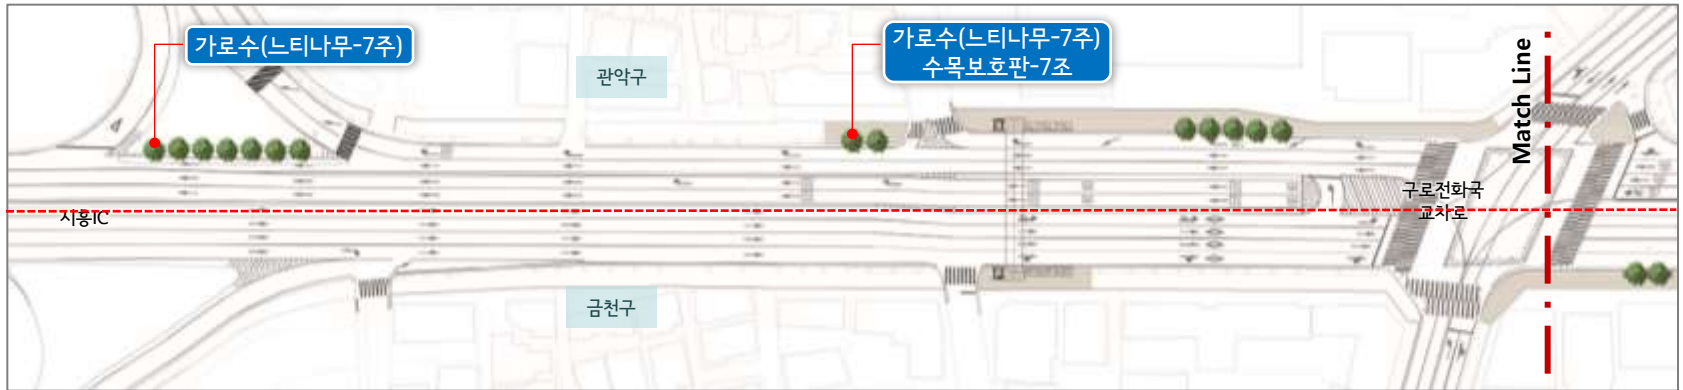 가로수(느티나무-7주)
가로수(느티나무-7주)
수목보호판-7조
관악구
Match Line
구로전화국
교차로
시흥IC
금천구